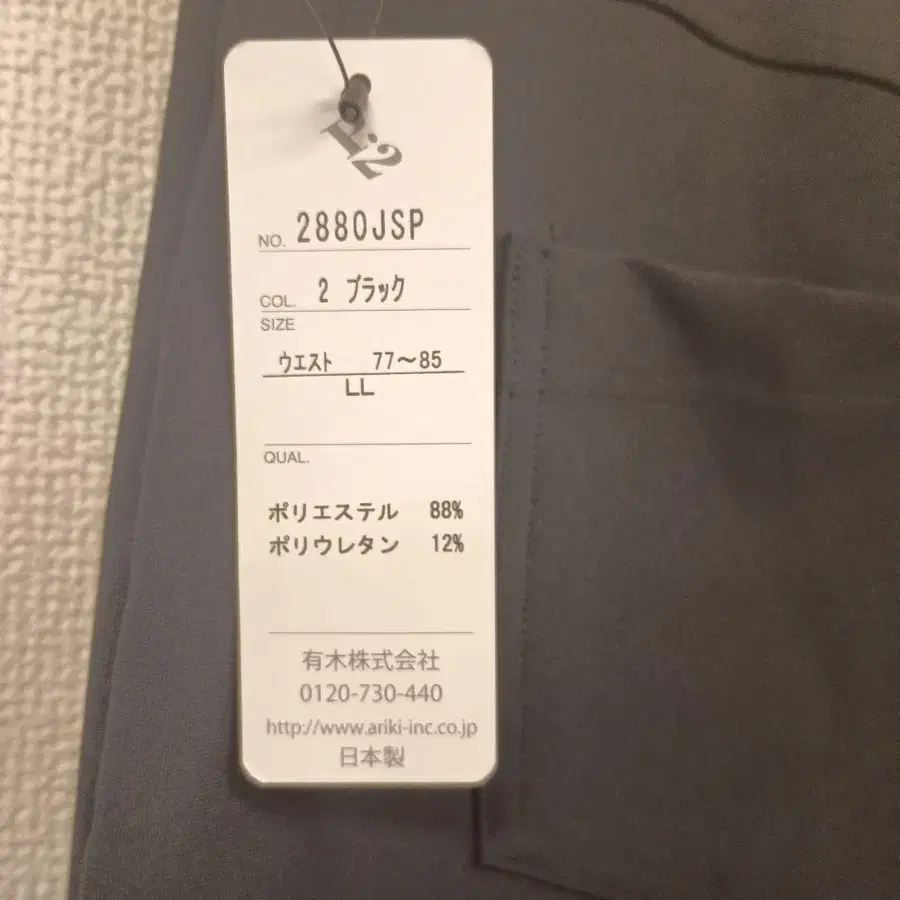 NO. 2880JSP
COL. 2 ブラック
SIZE
ウエスト 77〜85
LL
QUAL.
ポリエステル 88%
ポリウレタン 12%
有木株式会社
0120-730-440
http://www.ariki-inc.co.jp
日本製